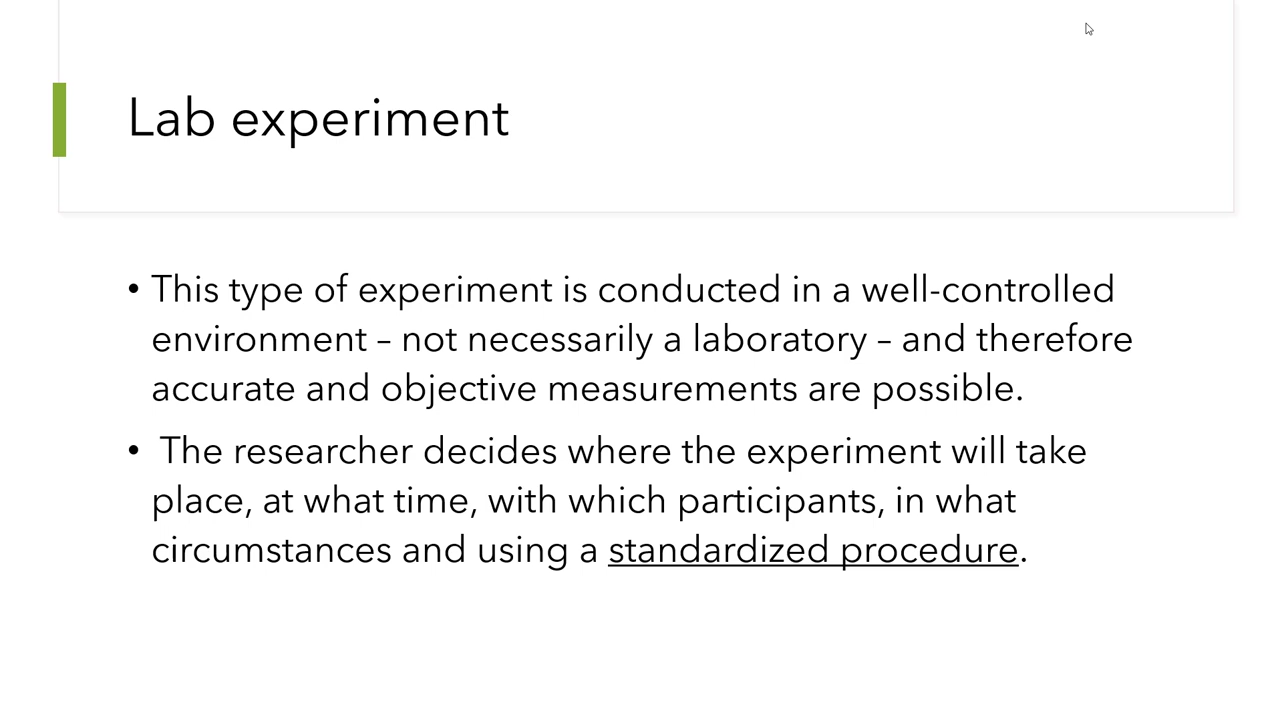 Lab experiment
• This type of experiment is conducted in a well-controlled
environment – not necessarily a laboratory – and therefore
accurate and objective measurements are possible.
• The researcher decides where the experiment will take
place, at what time, with which participants, in what
circumstances and using a standardized procedure.